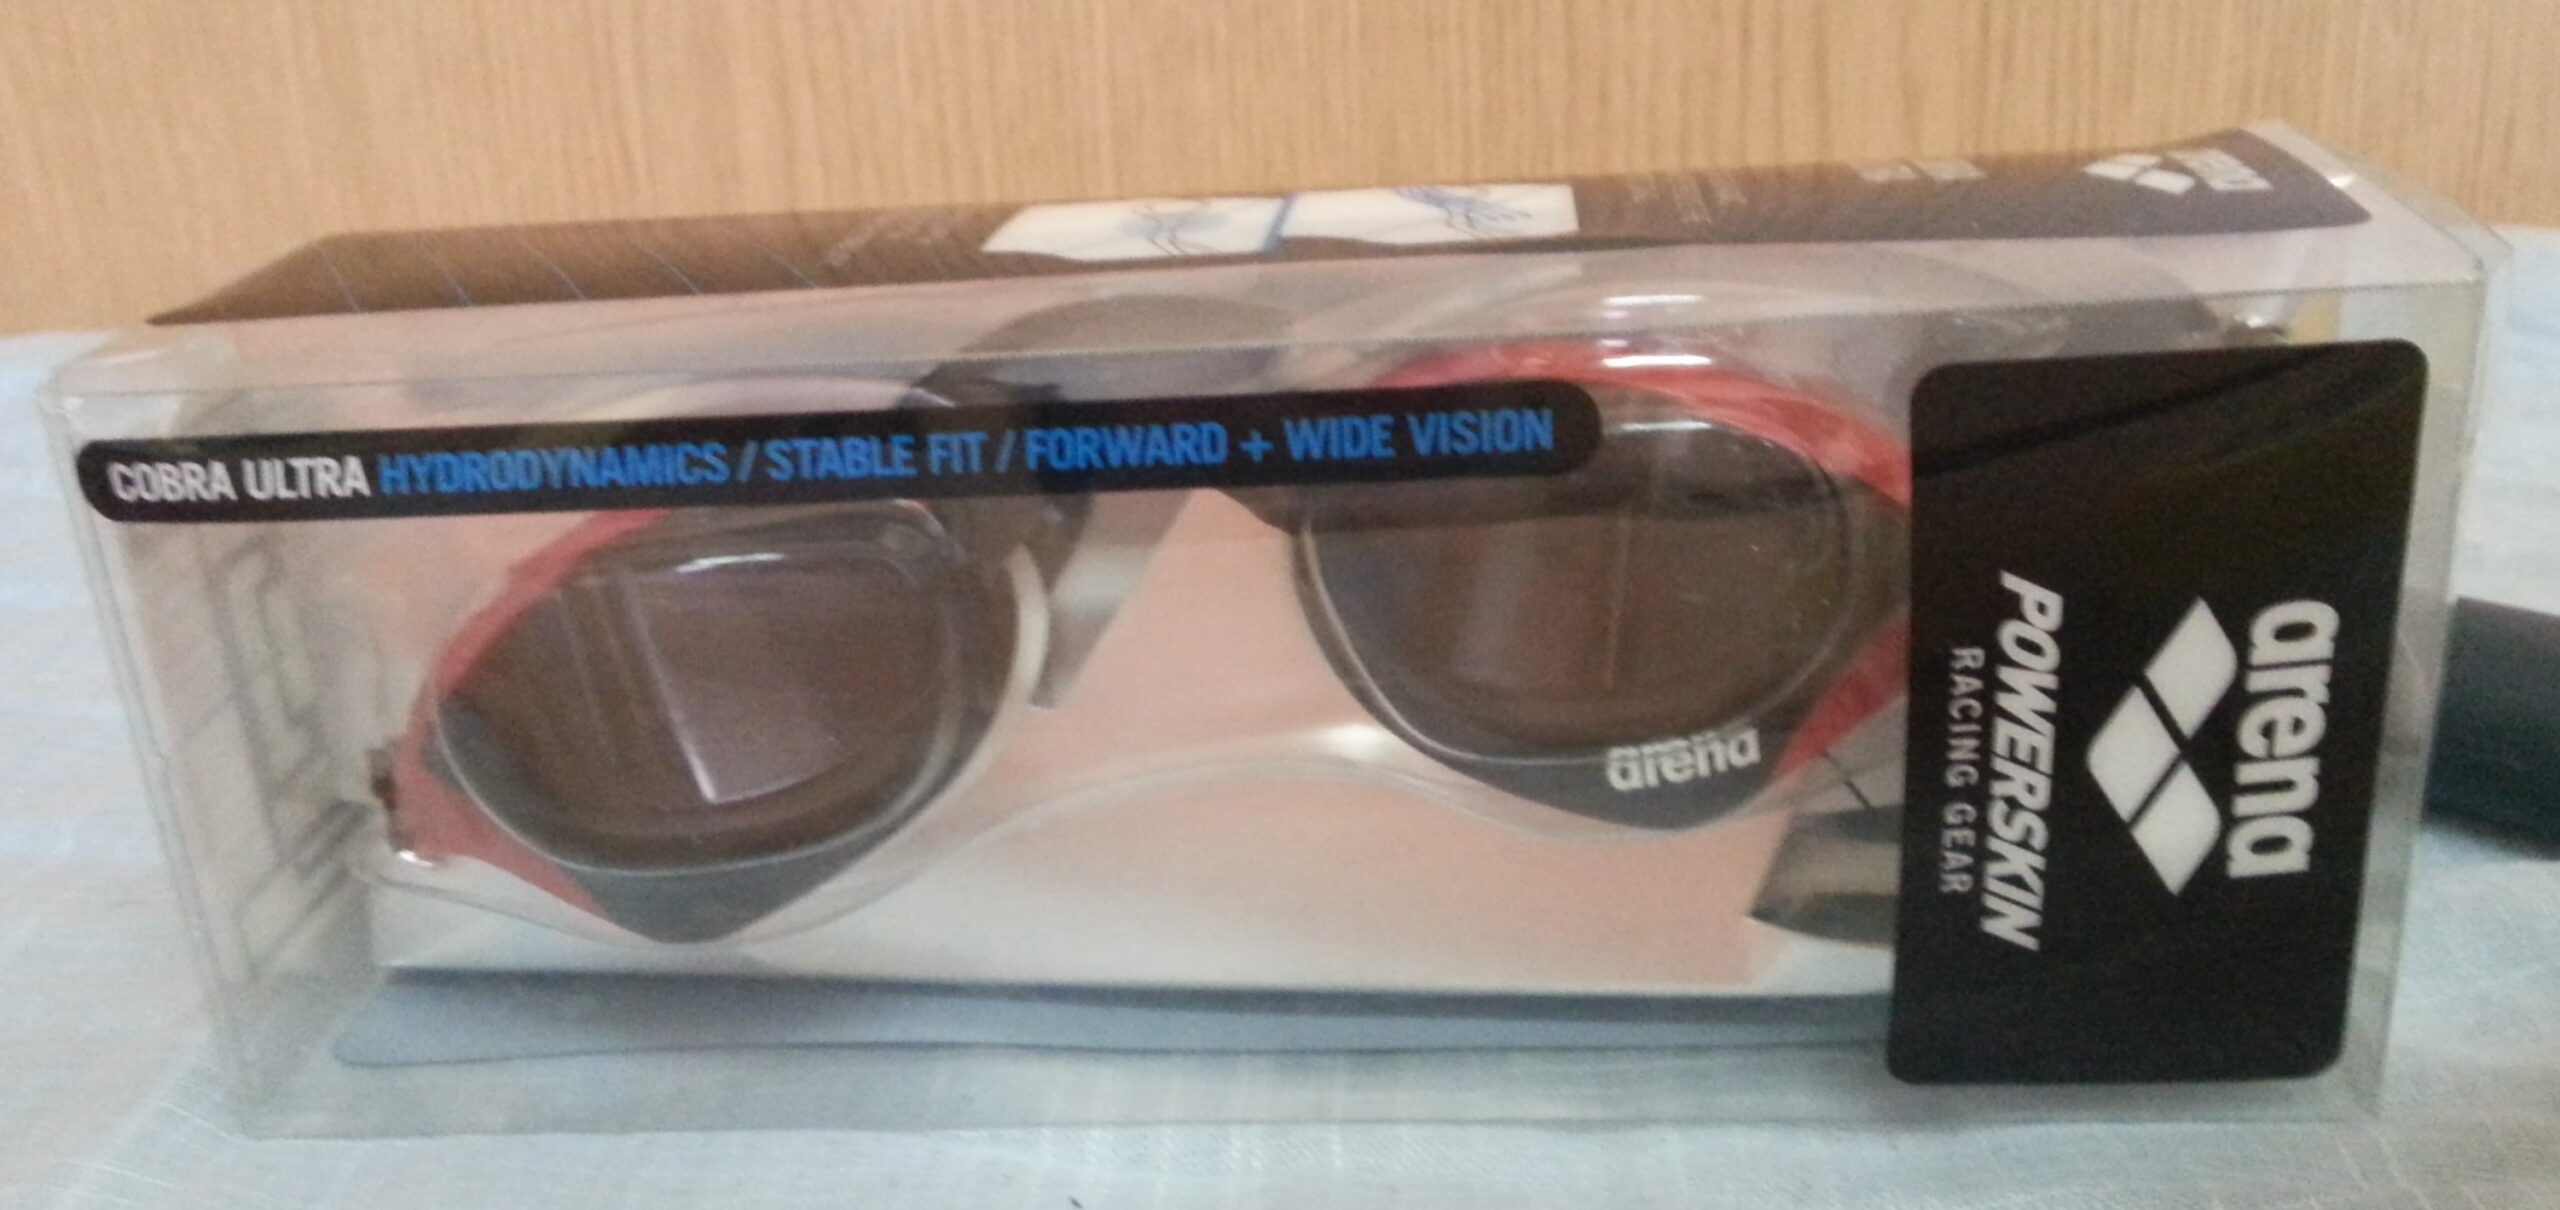 COBRA ULTRA HYDRODYNAMICS / STABLE FIT / FORWARD + WIDE VISION
arena
arena
POWERSKIN
RACING GEAR